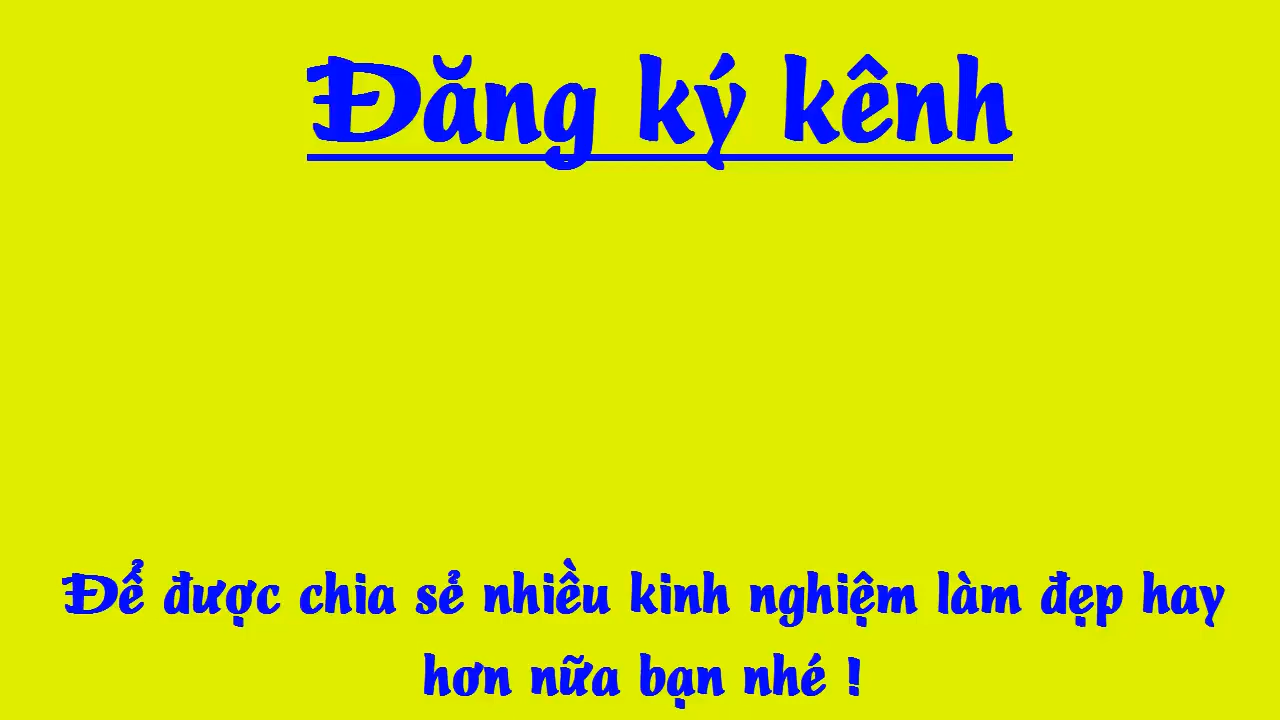 Đăng ký kênh
Để được chia sẻ nhiều kinh nghiệm làm đẹp hay
hơn nữa bạn nhé !